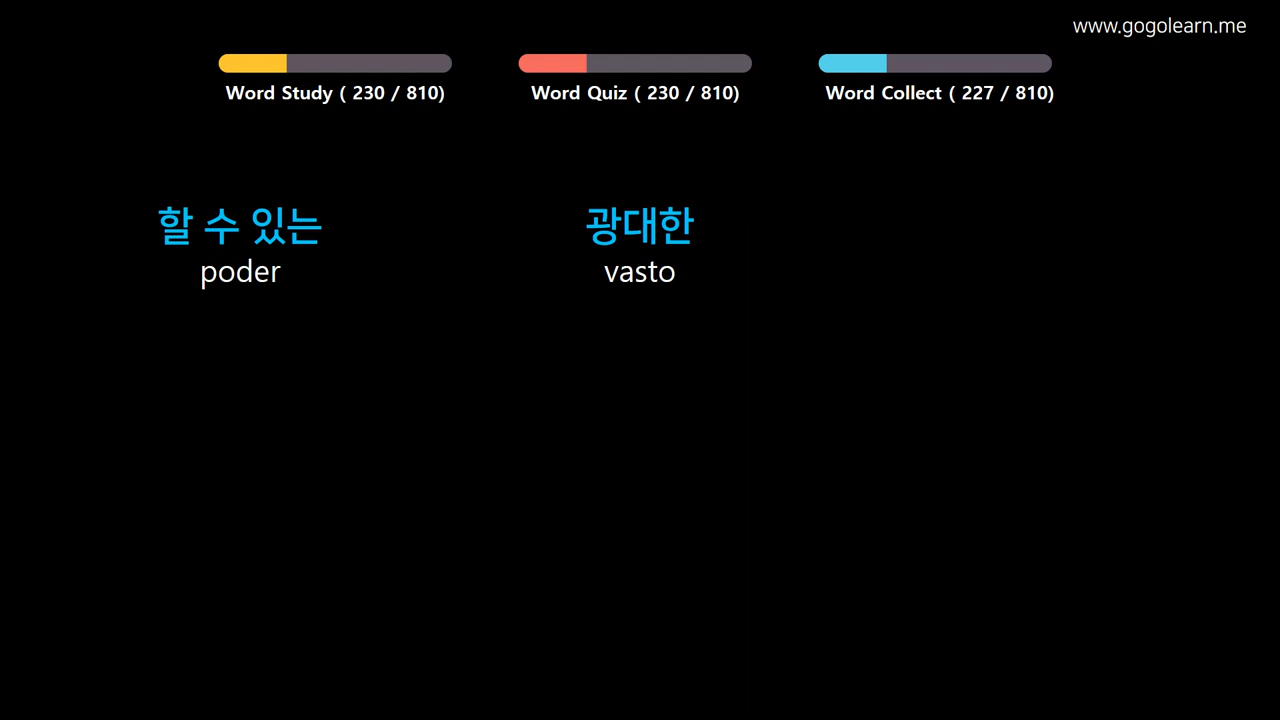 www.gogolearn.me
Word Study ( 230 / 810)
Word Quiz ( 230 / 810)
Word Collect ( 227 / 810)
할 수 있는
poder
광대한
vasto